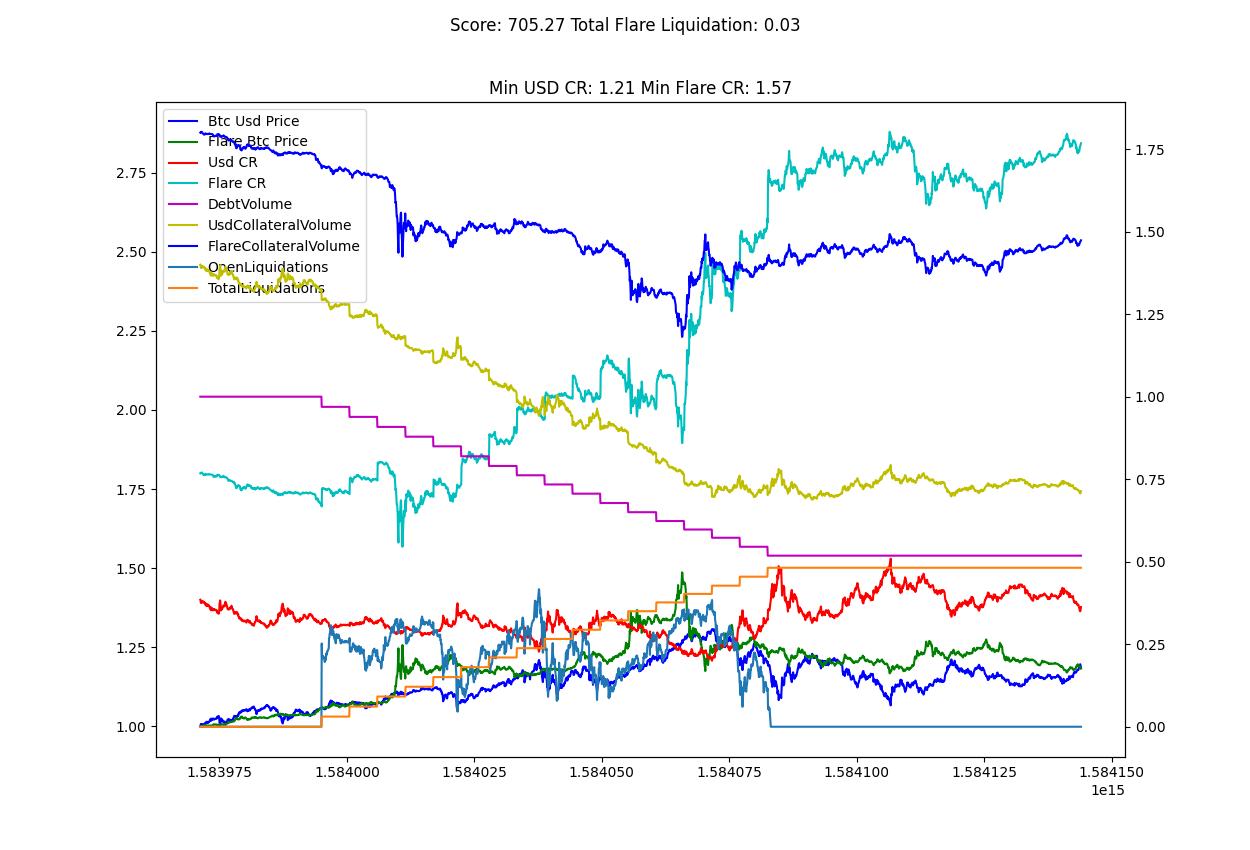 Score: 705.27 Total Flare Liquidation: 0.03
Min USD CR: 1.21 Min Flare CR: 1.57
Btc Usd Price
Flare Btc Price
Usd CR
Flare CR
DebtVolume
UsdCollateralVolume
FlareCollateralVolume
OpenLiquidations
TotalLiquidations
2.75
2.50
2.25
2.00
1.75
1.50
1.25
1.00
1.75
1.50
1.25
1.00
0.75
0.50
0.25
0.00
1.583975 1.584000 1.584025 1.584050 1.584075 1.584100 1.584125 1.584150
1e15